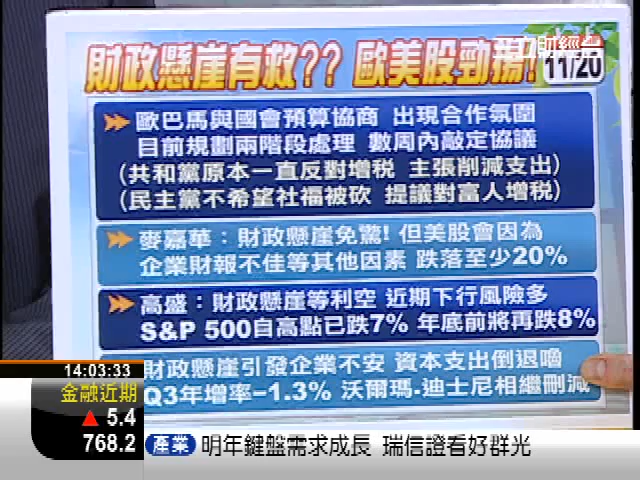 財政懸崖有救?? 歐美股勁揚!
11/20
歐巴馬與國會預算協商 出現合作氛圍
目前規劃兩階段處理 數周內敲定協議
(共和黨原本一直反對增稅 主張削減支出)
(民主黨不希望社福被砍 提議對富人增稅)
麥嘉華：財政懸崖免驚! 但美股會因為
企業財報不佳等其他因素 跌落至少20%
高盛：財政懸崖等利空 近期下行風險多
S&P 500自高點已跌7% 年底前將再跌8%
財政懸崖引發企業不安 資本支出倒退嚕
Q3年增率-1.3% 沃爾瑪·迪士尼相繼刪減
14:03:33
金融近期
▲ 5.4
768.2
產業 明年鍵盤需求成長 瑞信證看好群光